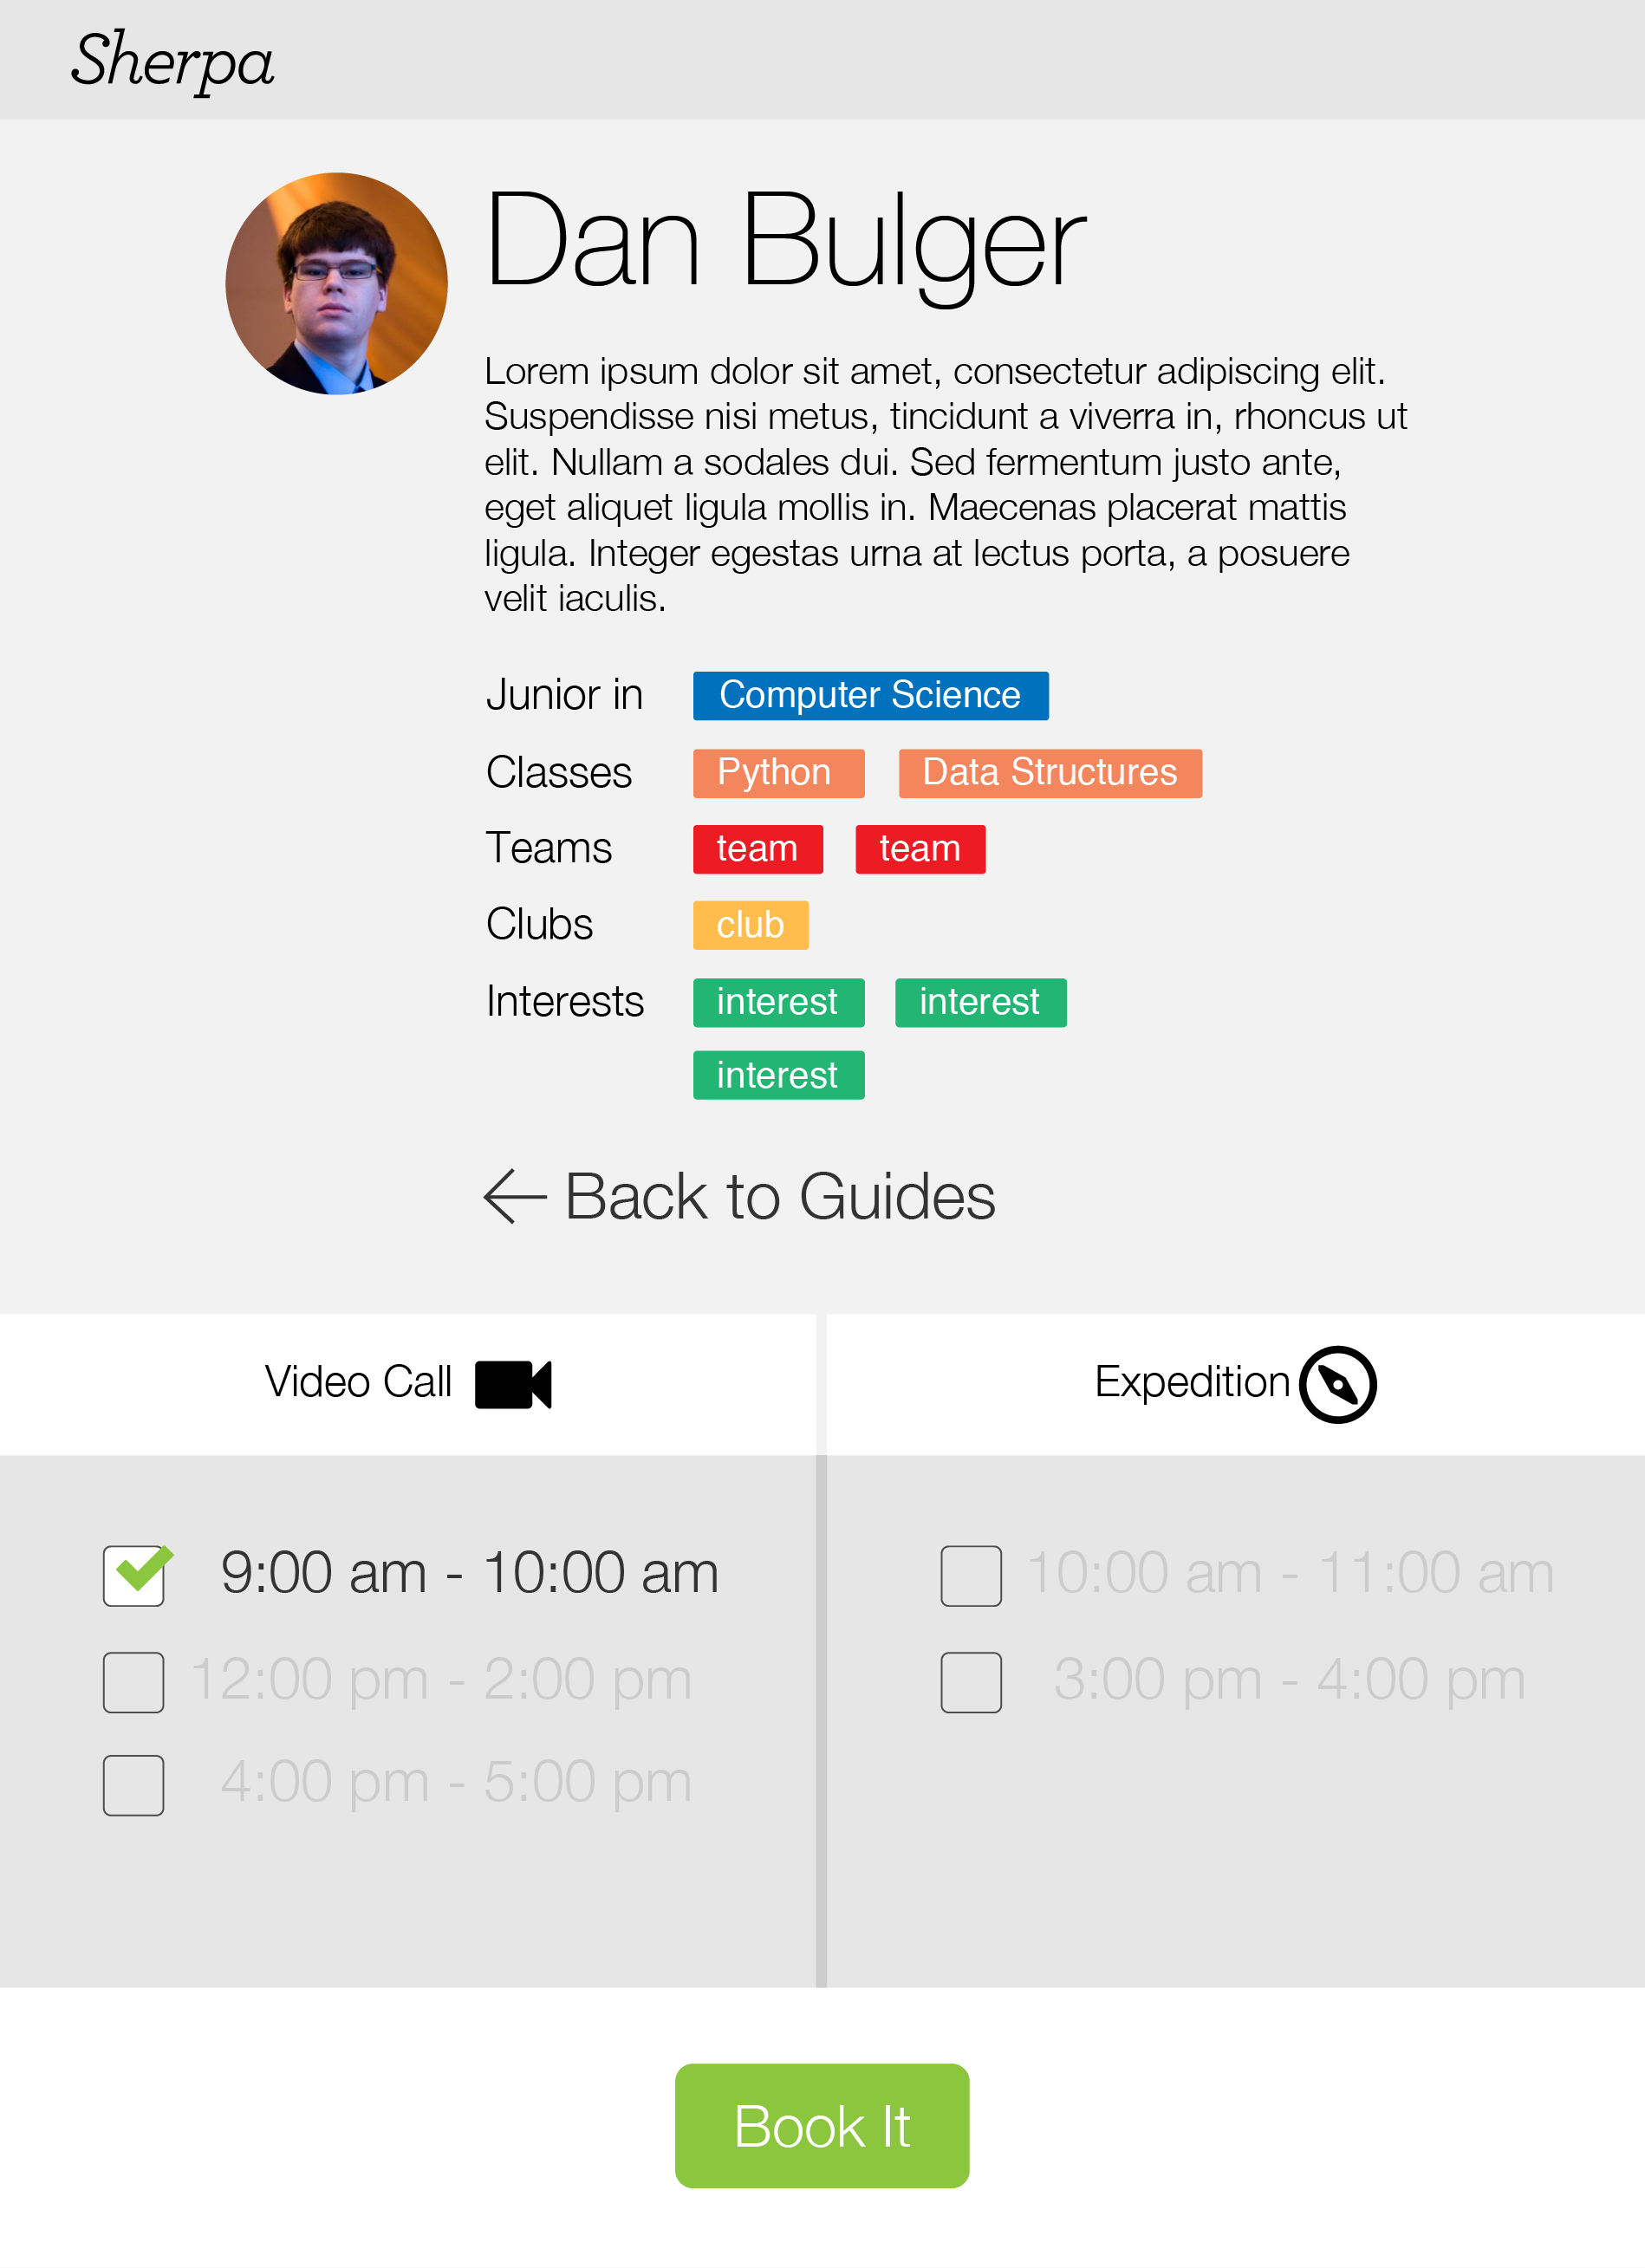 Sherpa
Dan Bulger
Lorem ipsum dolor sit amet, consectetur adipiscing elit.
Suspendisse nisi metus, tincidunt a viverra in, rhoncus ut
elit. Nullam a sodales dui. Sed fermentum justo ante,
eget aliquet ligula mollis in. Maecenas placerat mattis
ligula. Integer egestas urna at lectus porta, a posuere
velit iaculis.
Junior in Computer Science
Classes Python Data Structures
Teams team team
Clubs club
Interests interest interest
interest
Back to Guides
Video Call
Expedition
9:00 am - 10:00 am
12:00 pm - 2:00 pm
4:00 pm - 5:00 pm
10:00 am - 11:00 am
3:00 pm - 4:00 pm
Book It